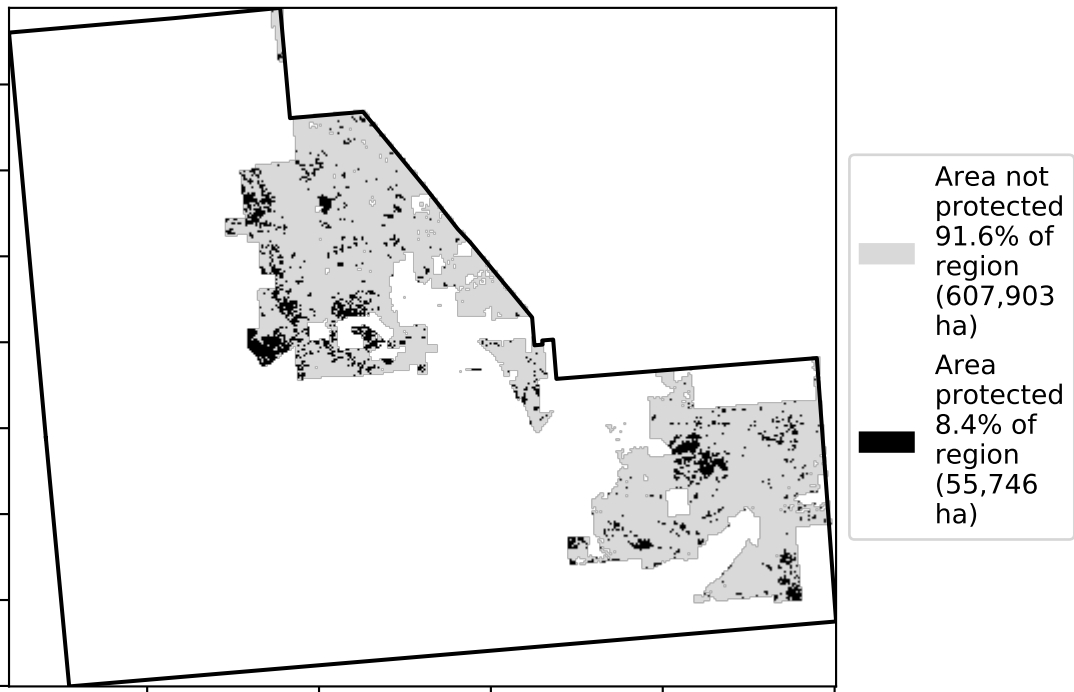 Area not
protected
91.6% of
region
(607,903
ha)
Area
protected
8.4% of
region
(55,746
ha)